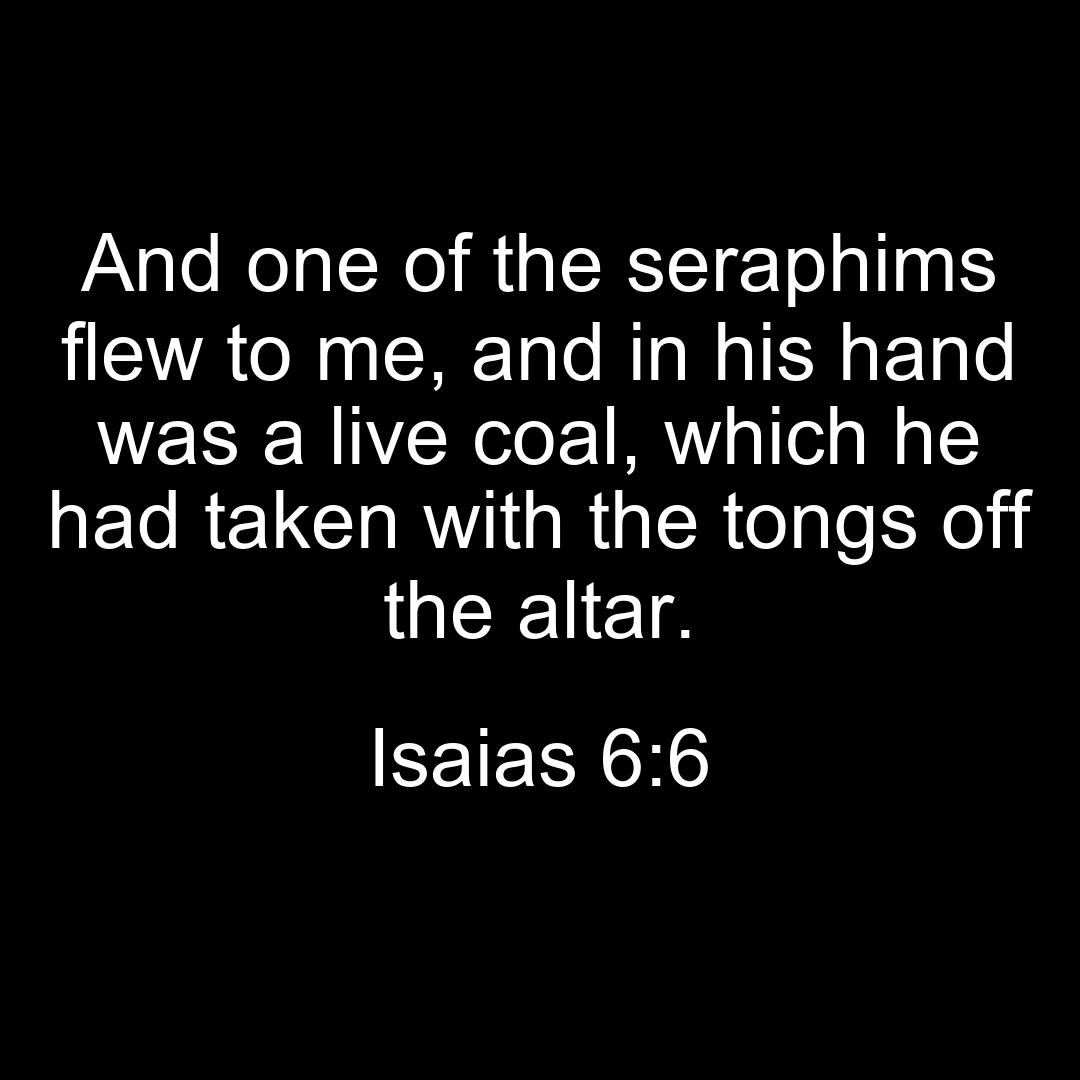 And one of the seraphims
flew to me, and in his hand
was a live coal, which he
had taken with the tongs off
the altar.
Isaias 6:6